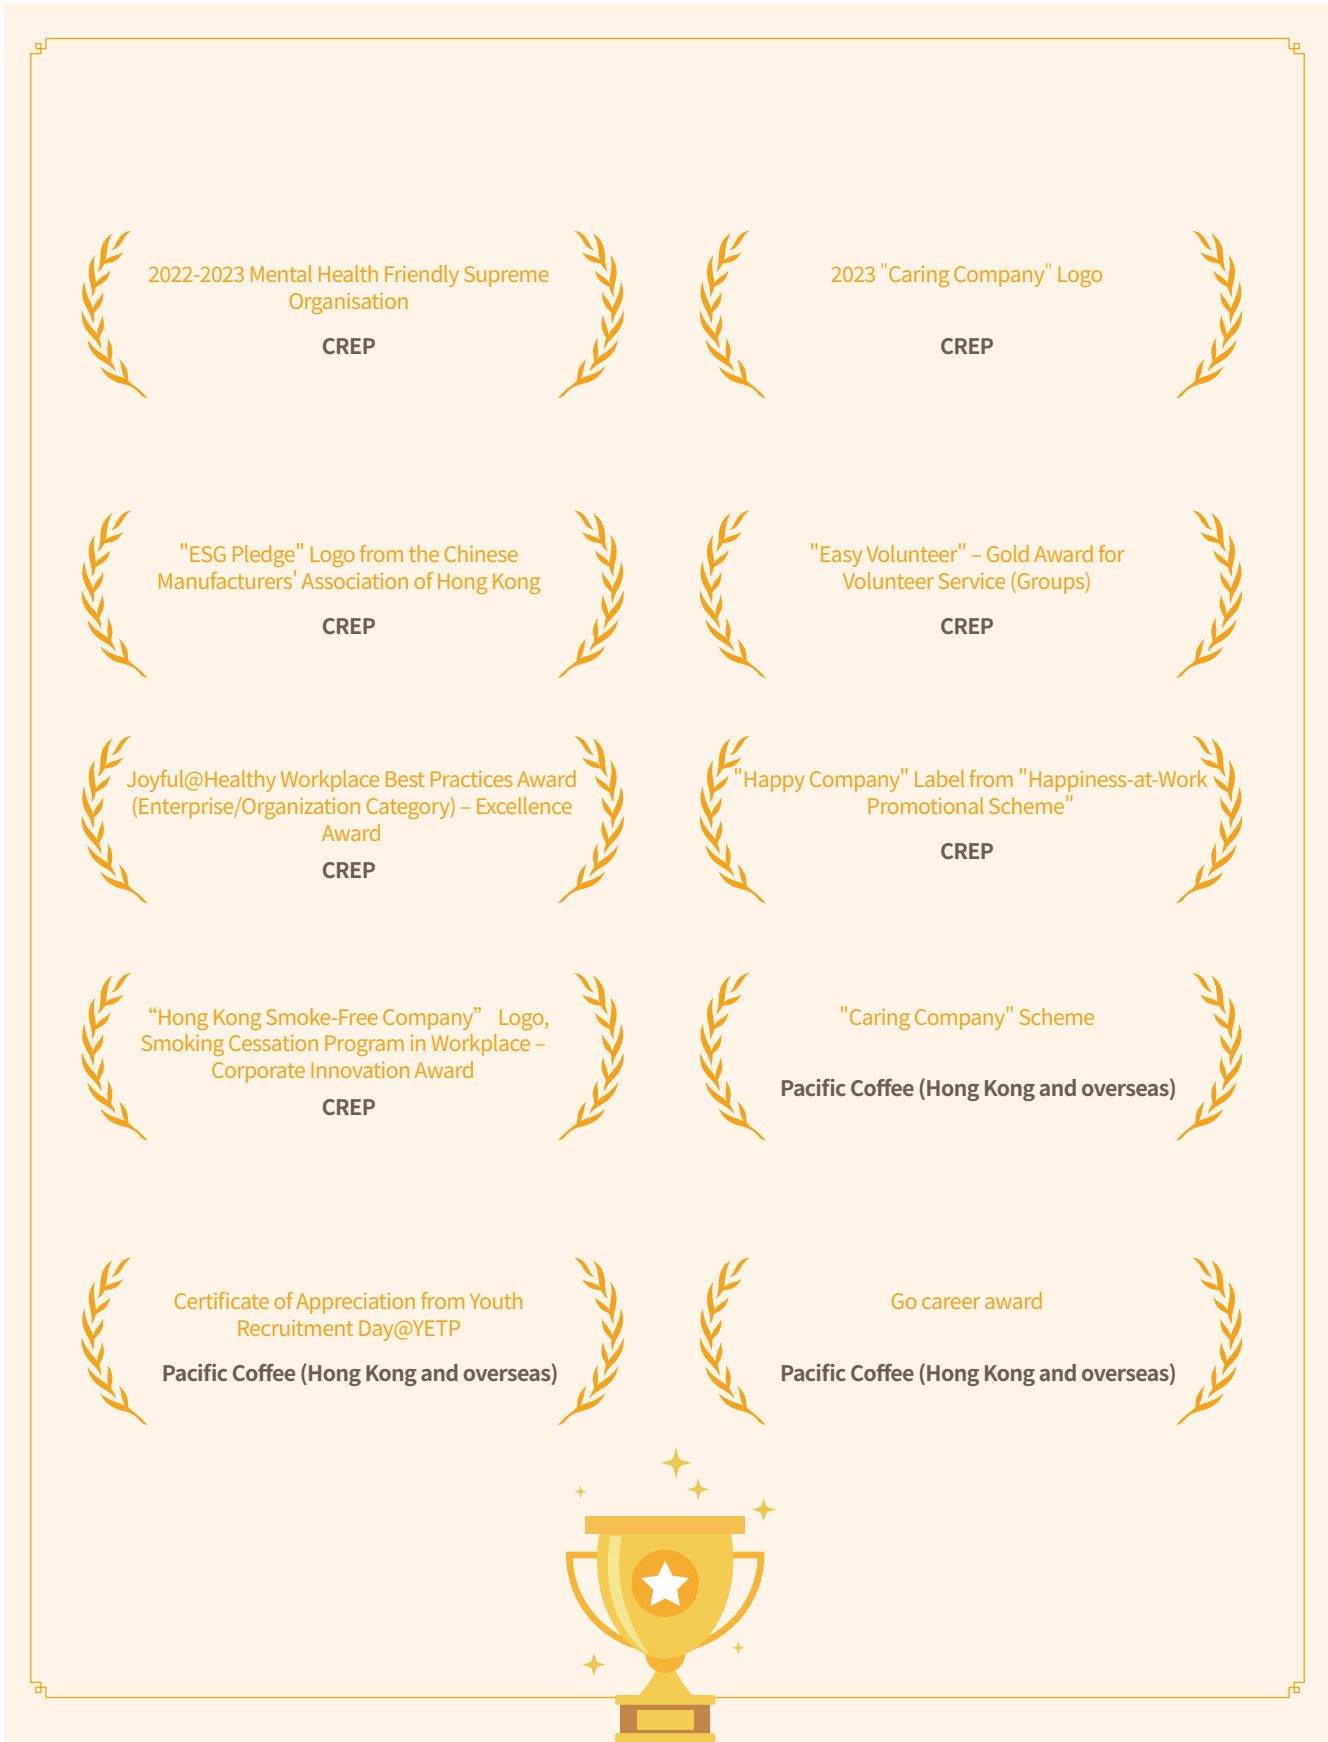 2022-2023 Mental Health Friendly Supreme
Organisation
CREP
2023 "Caring Company" Logo
CREP
"ESG Pledge" Logo from the Chinese
Manufacturers' Association of Hong Kong
CREP
"Easy Volunteer" – Gold Award for
Volunteer Service (Groups)
CREP
Joyful@Healthy Workplace Best Practices Award
(Enterprise/Organization Category) – Excellence
Award
CREP
"Happy Company" Label from "Happiness-at-Work
Promotional Scheme"
CREP
“Hong Kong Smoke-Free Company” Logo,
Smoking Cessation Program in Workplace –
Corporate Innovation Award
CREP
"Caring Company" Scheme
Pacific Coffee (Hong Kong and overseas)
Certificate of Appreciation from Youth
Recruitment Day@YETP
Pacific Coffee (Hong Kong and overseas)
Go career award
Pacific Coffee (Hong Kong and overseas)